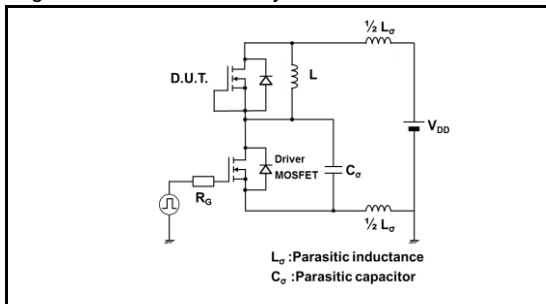 ½ Lσ
D.U.T.
L
VDD
Driver
MOSFET
Cσ
RG
½ Lσ
Lσ :Parasitic inductance
Cσ :Parasitic capacitor